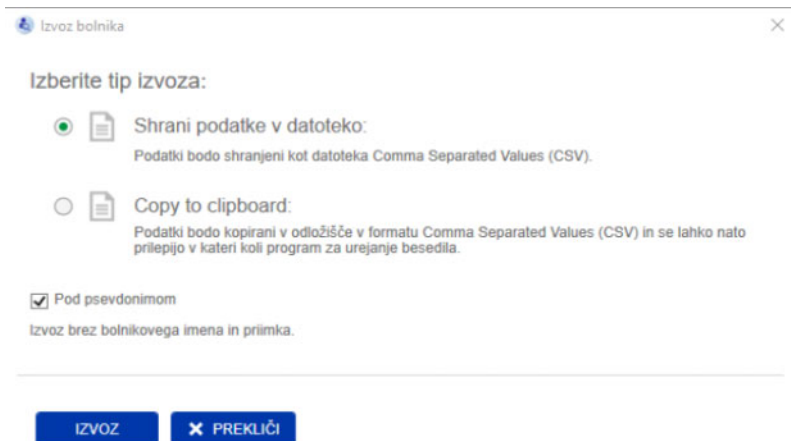 Izvoz bolnika
Izberite tip izvoza:
Shrani podatke v datoteko:
Podatki bodo shranjeni kot datoteka Comma Separated Values (CSV).
Copy to clipboard:
Podatki bodo kopirani v odložišče v formatu Comma Separated Values (CSV) in se lahko nato
prilepijo v kateri koli program za urejanje besedila.
Pod psevdonimom
Izvoz brez bolnikovega imena in priimka.
IZVOZ
PREKLIČI